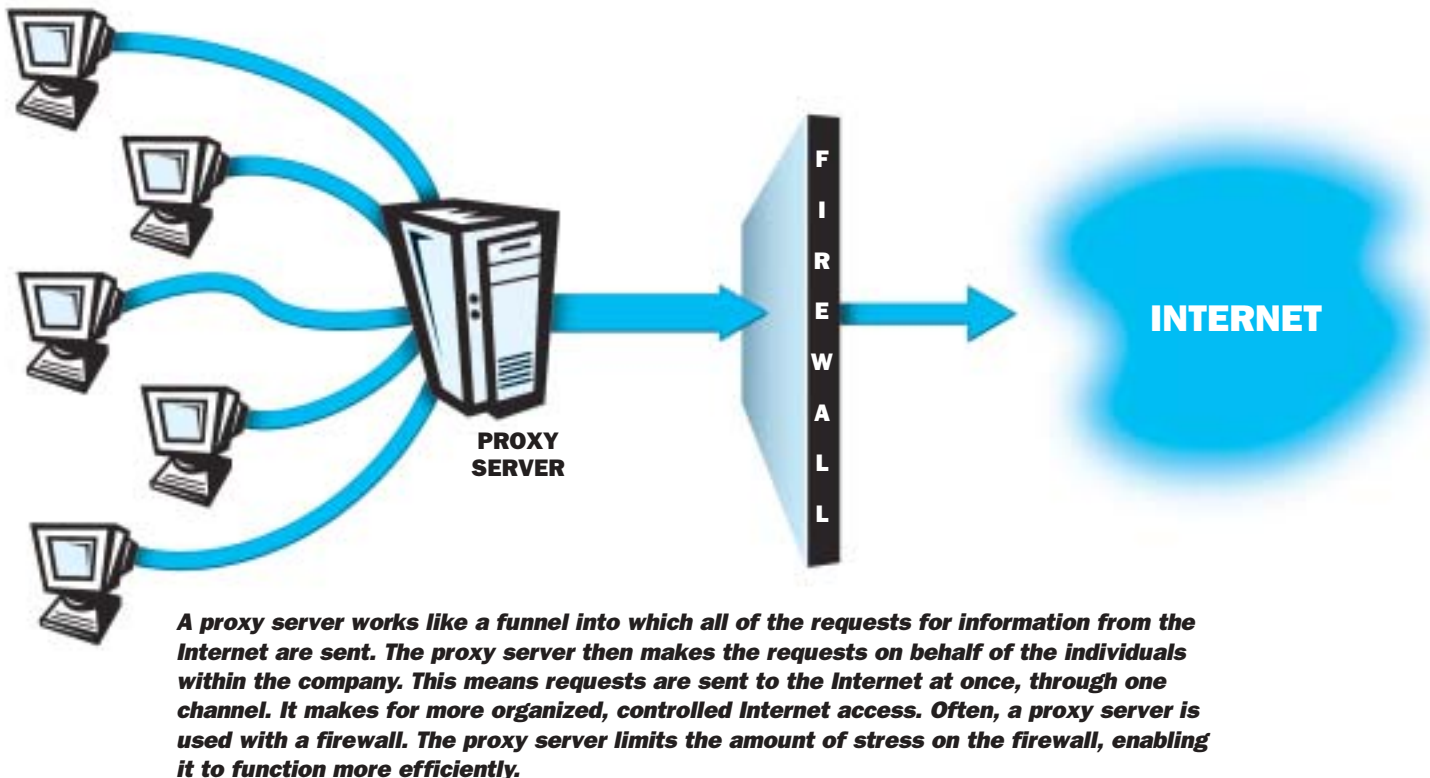 PROXY
SERVER
FIREWALL
INTERNET
A proxy server works like a funnel into which all of the requests for information from the
Internet are sent. The proxy server then makes the requests on behalf of the individuals
within the company. This means requests are sent to the Internet at once, through one
channel. It makes for more organized, controlled Internet access. Often, a proxy server is
used with a firewall. The proxy server limits the amount of stress on the firewall, enabling
it to function more efficiently.